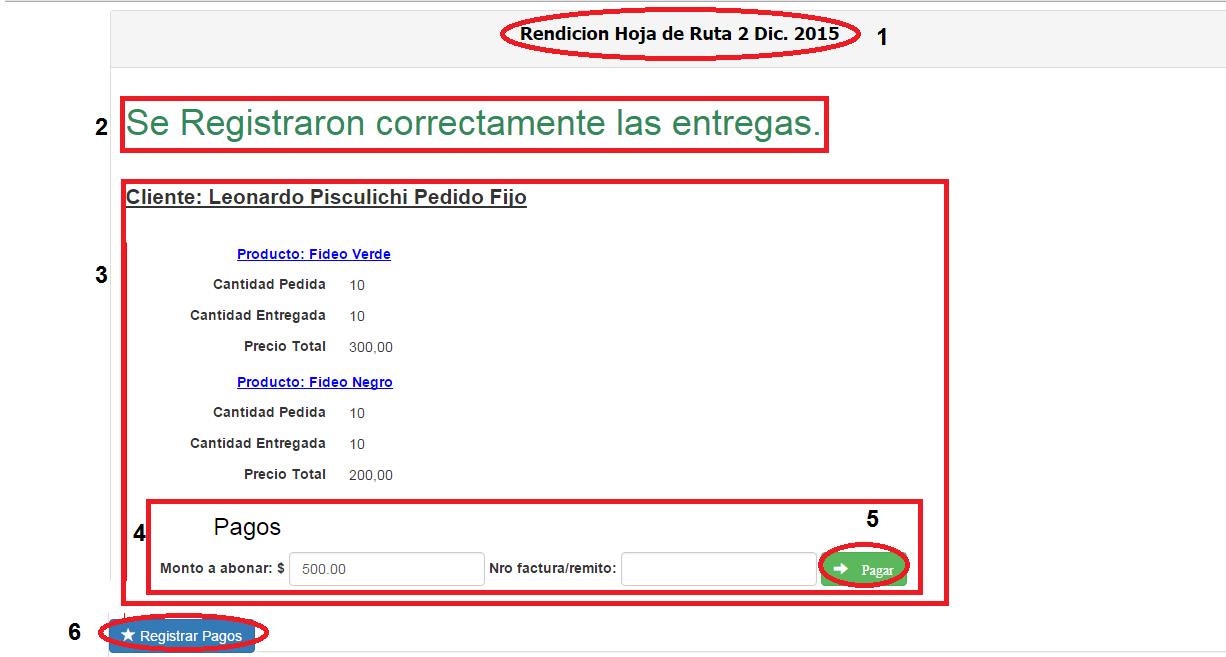 Rendicion Hoja de Ruta 2 Dic. 2015 1
2 Se Registraron correctamente las entregas.
Cliente: Leonardo Pisculichi Pedido Fijo
Producto: Fideo Verde
3
Cantidad Pedida 10
Cantidad Entregada 10
Precio Total 300,00
Producto: Fideo Negro
Cantidad Pedida 10
Cantidad Entregada 10
Precio Total 200,00
4 Pagos 5
Monto a abonar: $ 500.00 Nro factura/remito: Pagar
6 Registrar Pagos